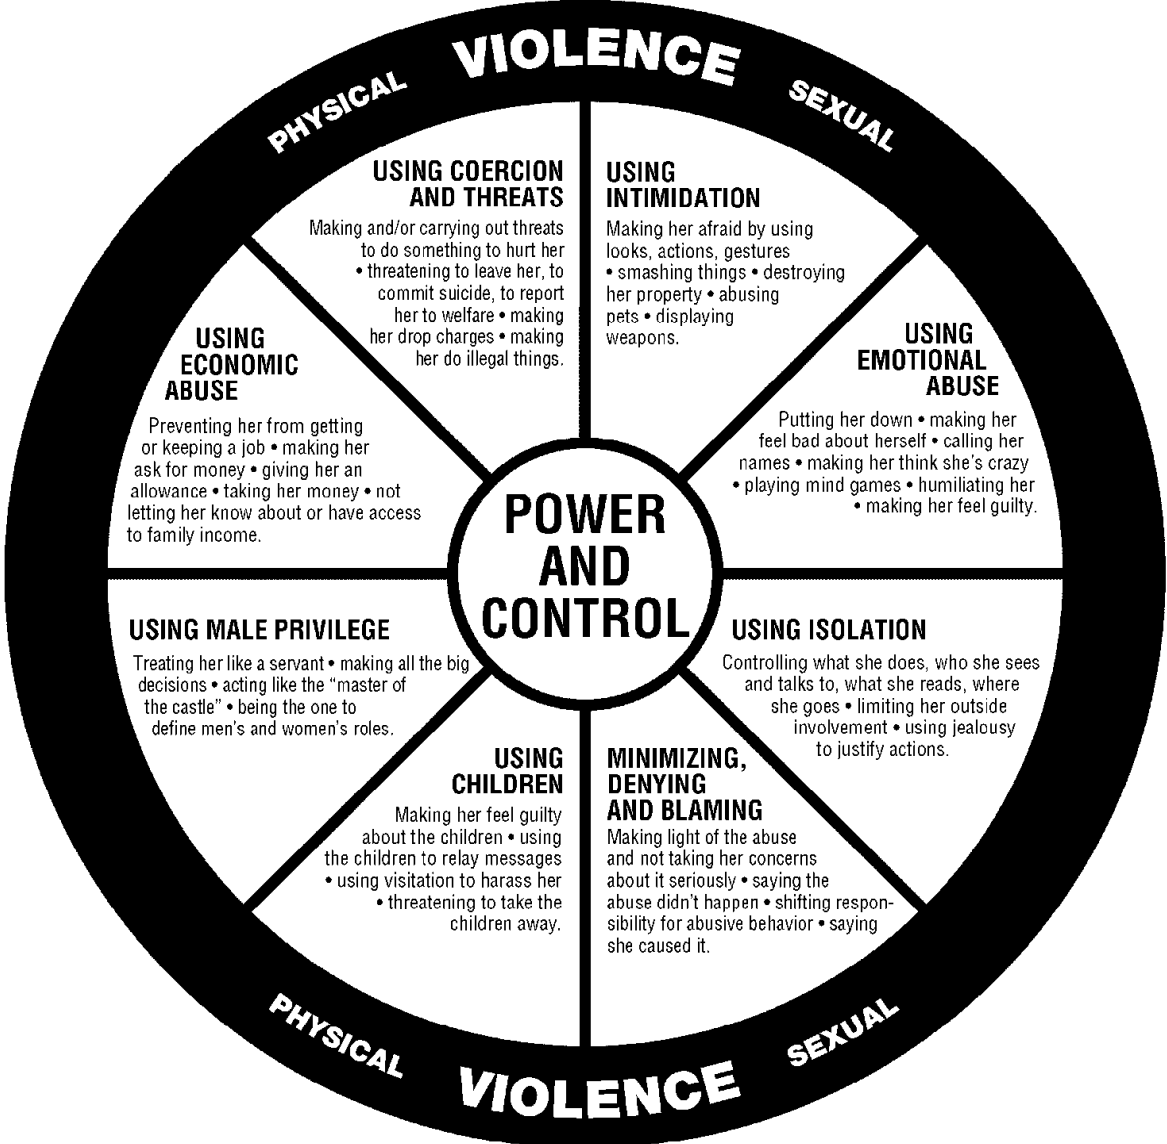 VIOLENCE
PHYSICAL
SEXUAL
USING COERCION
AND THREATS
Making and/or carrying out threats
to do something to hurt her
• threatening to leave her, to
commit suicide, to report
her to welfare • making
her drop charges • making
her do illegal things.
USING
INTIMIDATION
Making her afraid by using
looks, actions, gestures
• smashing things • destroying
her property • abusing
pets • displaying
weapons.
USING
ECONOMIC
ABUSE
Preventing her from getting
or keeping a job • making her
ask for money • giving her an
allowance • taking her money • not
letting her know about or have access
to family income.
USING
EMOTIONAL
ABUSE
Putting her down • making her
feel bad about herself • calling her
names • making her think she's crazy
• playing mind games • humiliating her
• making her feel guilty.
POWER
AND
CONTROL
USING MALE PRIVILEGE
Treating her like a servant • making all the big
decisions • acting like the “master of
the castle” • being the one to
define men's and women's roles.
USING ISOLATION
Controlling what she does, who she sees
and talks to, what she reads, where
she goes • limiting her outside
involvement • using jealousy
to justify actions.
USING
CHILDREN
Making her feel guilty
about the children • using
the children to relay messages
• using visitation to harass her
• threatening to take the
children away.
MINIMIZING,
DENYING
AND BLAMING
Making light of the abuse
and not taking her concerns
about it seriously • saying the
abuse didn't happen • shifting respon-
sibility for abusive behavior • saying
she caused it.
PHYSICAL
SEXUAL
VIOLENCE